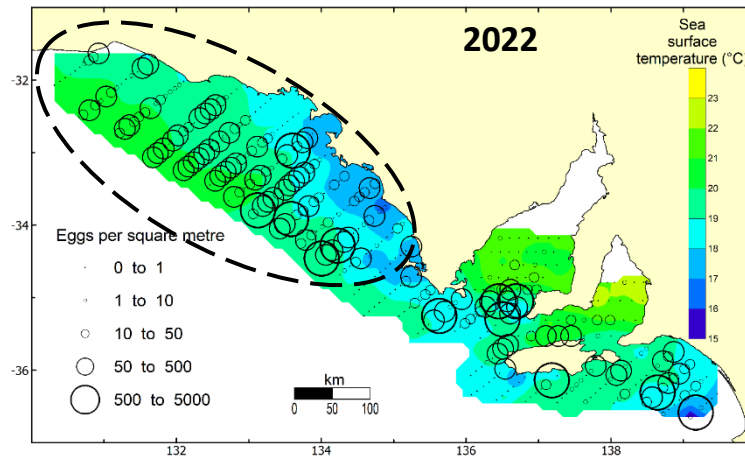 2022
Sea
surface
temperature (°C)
23
22
21
20
19
18
17
16
15
-32
-34
-36
Eggs per square metre
0 to 1
1 to 10
10 to 50
50 to 500
500 to 5000
km
0 50 100
132 134 136 138